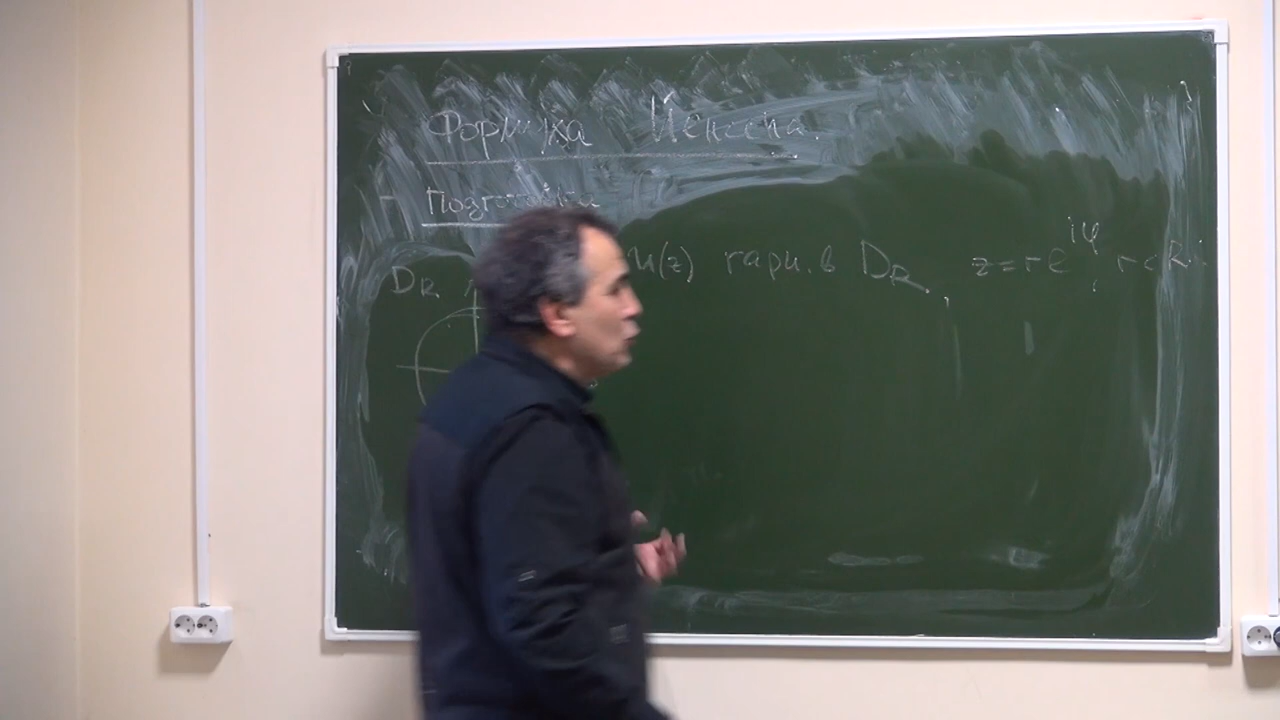 Формула Йенсена.
Подготовка
u(z) гарм. в D_R, z = re^{iφ}, r < R.
D_R